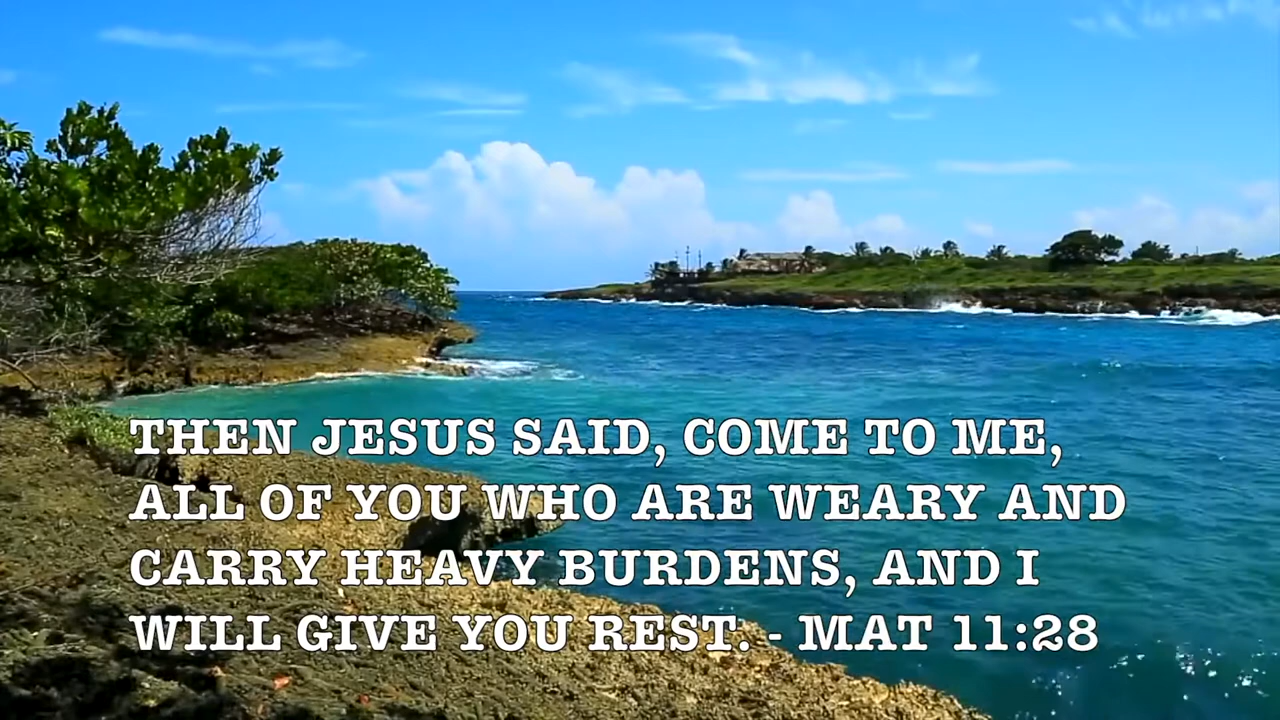 THEN JESUS SAID, COME TO ME,
ALL OF YOU WHO ARE WEARY AND
CARRY HEAVY BURDENS, AND I
WILL GIVE YOU REST. - MAT 11:28